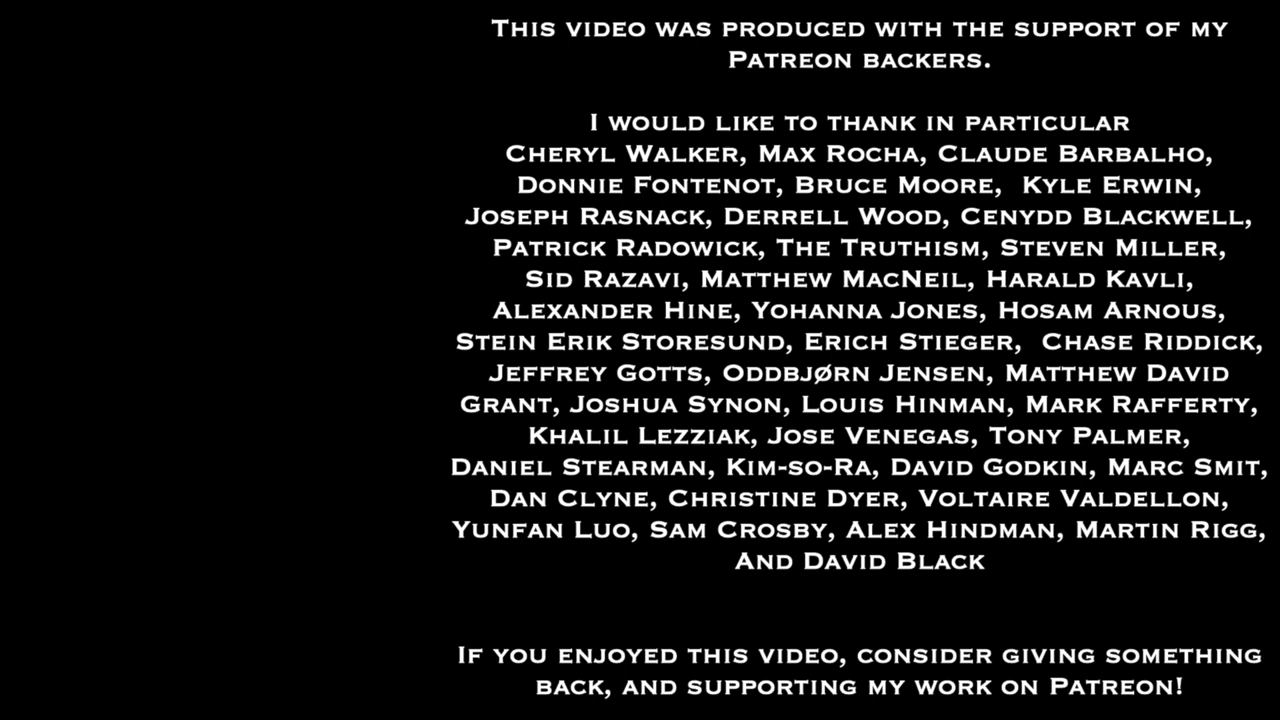 This video was produced with the support of my
Patreon backers.
I would like to thank in particular
Cheryl Walker, Max Rocha, Claude Barbalho,
Donnie Fontenot, Bruce Moore, Kyle Erwin,
Joseph Rasnack, Derrell Wood, Cenydd Blackwell,
Patrick Radowick, The Truthism, Steven Miller,
Sid Razavi, Matthew MacNeil, Harald Kavli,
Alexander Hine, Yohanna Jones, Hosam Arnous,
Stein Erik Storesund, Erich Stieger, Chase Riddick,
Jeffrey Gotts, Oddbjørn Jensen, Matthew David
Grant, Joshua Synon, Louis Hinman, Mark Rafferty,
Khalil Lezziak, Jose Venegas, Tony Palmer,
Daniel Stearman, Kim-so-Ra, David Godkin, Marc Smit,
Dan Clyne, Christine Dyer, Voltaire Valdellon,
Yunfan Luo, Sam Crosby, Alex Hindman, Martin Rigg,
And David Black
If you enjoyed this video, consider giving something
back, and supporting my work on Patreon!